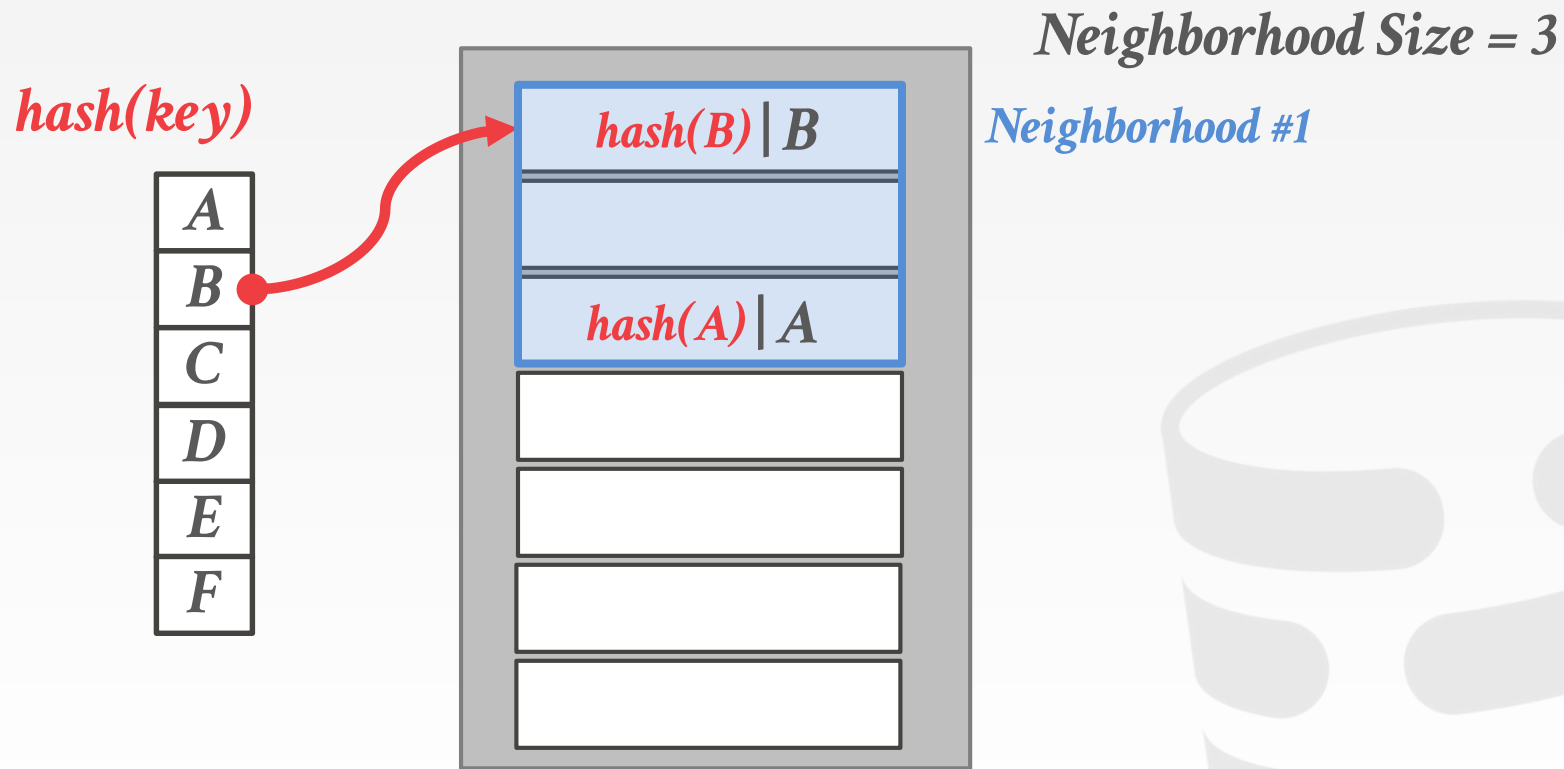 Neighborhood Size = 3
hash(key)
hash(B) | B
Neighborhood #1
A
B
C
D
E
F
hash(A) | A